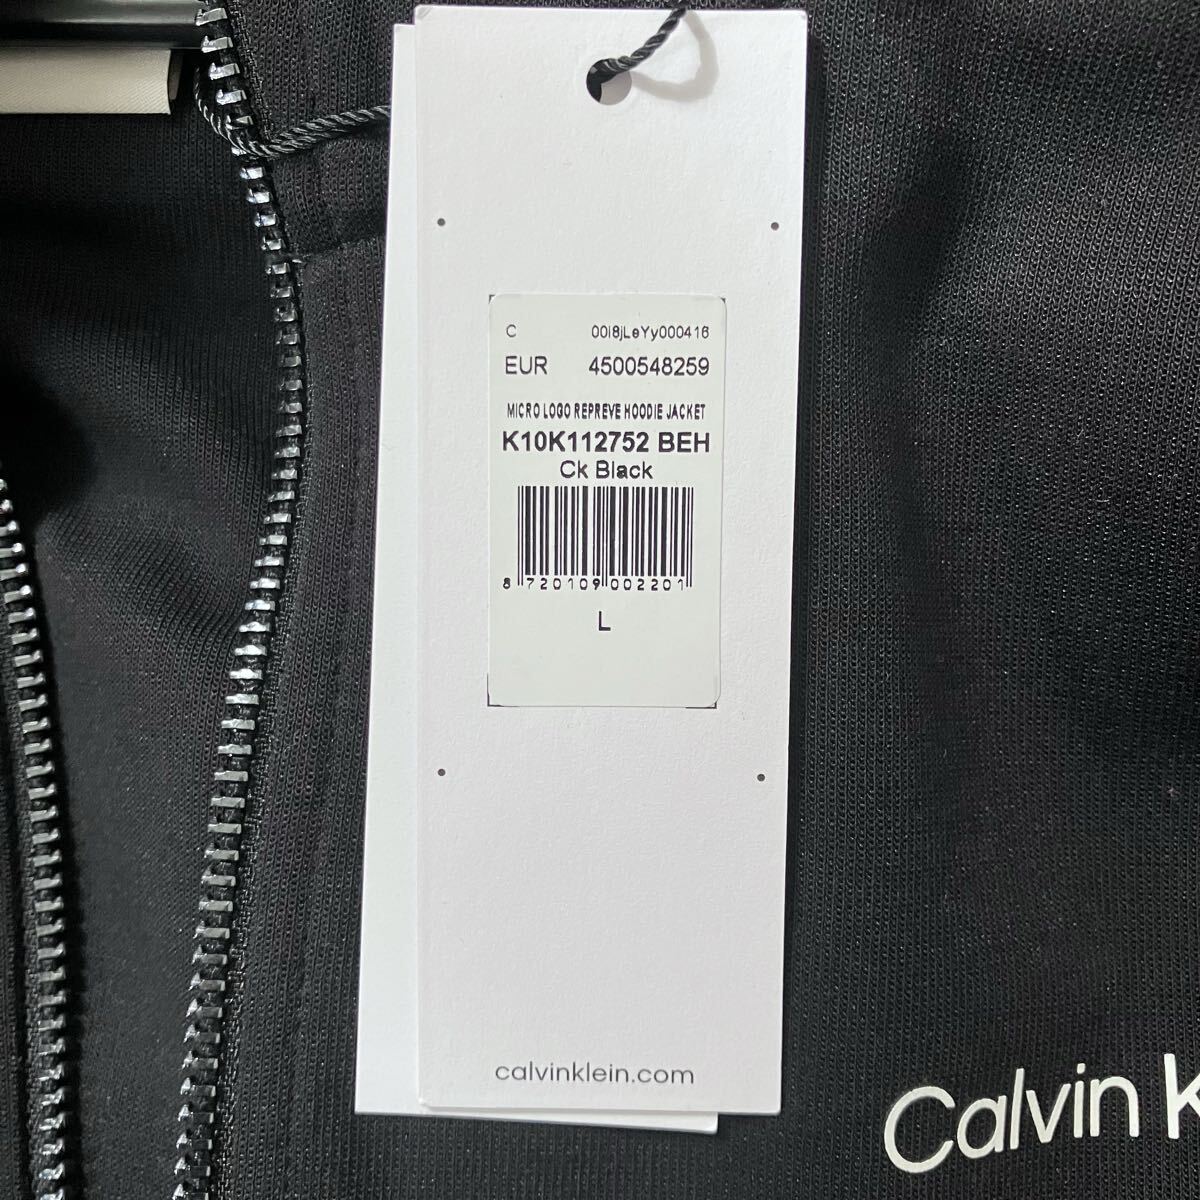 C 00i8jLeYy000416
EUR 4500548259
MICRO LOGO REPREVE HOODIE JACKET
K10K112752 BEH
Ck Black
8 720109 002201
L
calvinklein.com
Calvin K